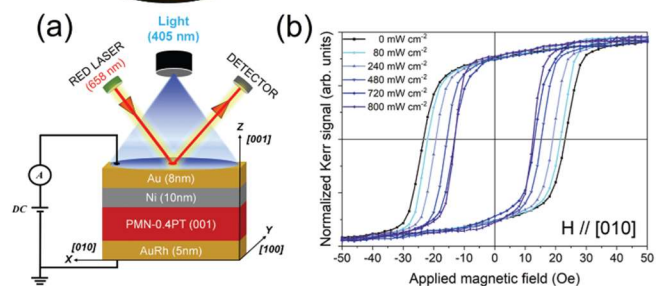 (a)
Light
(405 nm)
RED LASER
(658 nm)
DETECTOR
Z
[001]
A
DC
Au (8nm)
Ni (10nm)
PMN-0.4PT (001)
AuRh (5nm)
[010]
X
Y
[100]
(b)
Normalized Kerr signal (arb. units)
0 mW cm-2
80 mW cm-2
240 mW cm-2
480 mW cm-2
720 mW cm-2
800 mW cm-2
H // [010]
-50 -40 -30 -20 -10 0 10 20 30 40 50
Applied magnetic field (Oe)